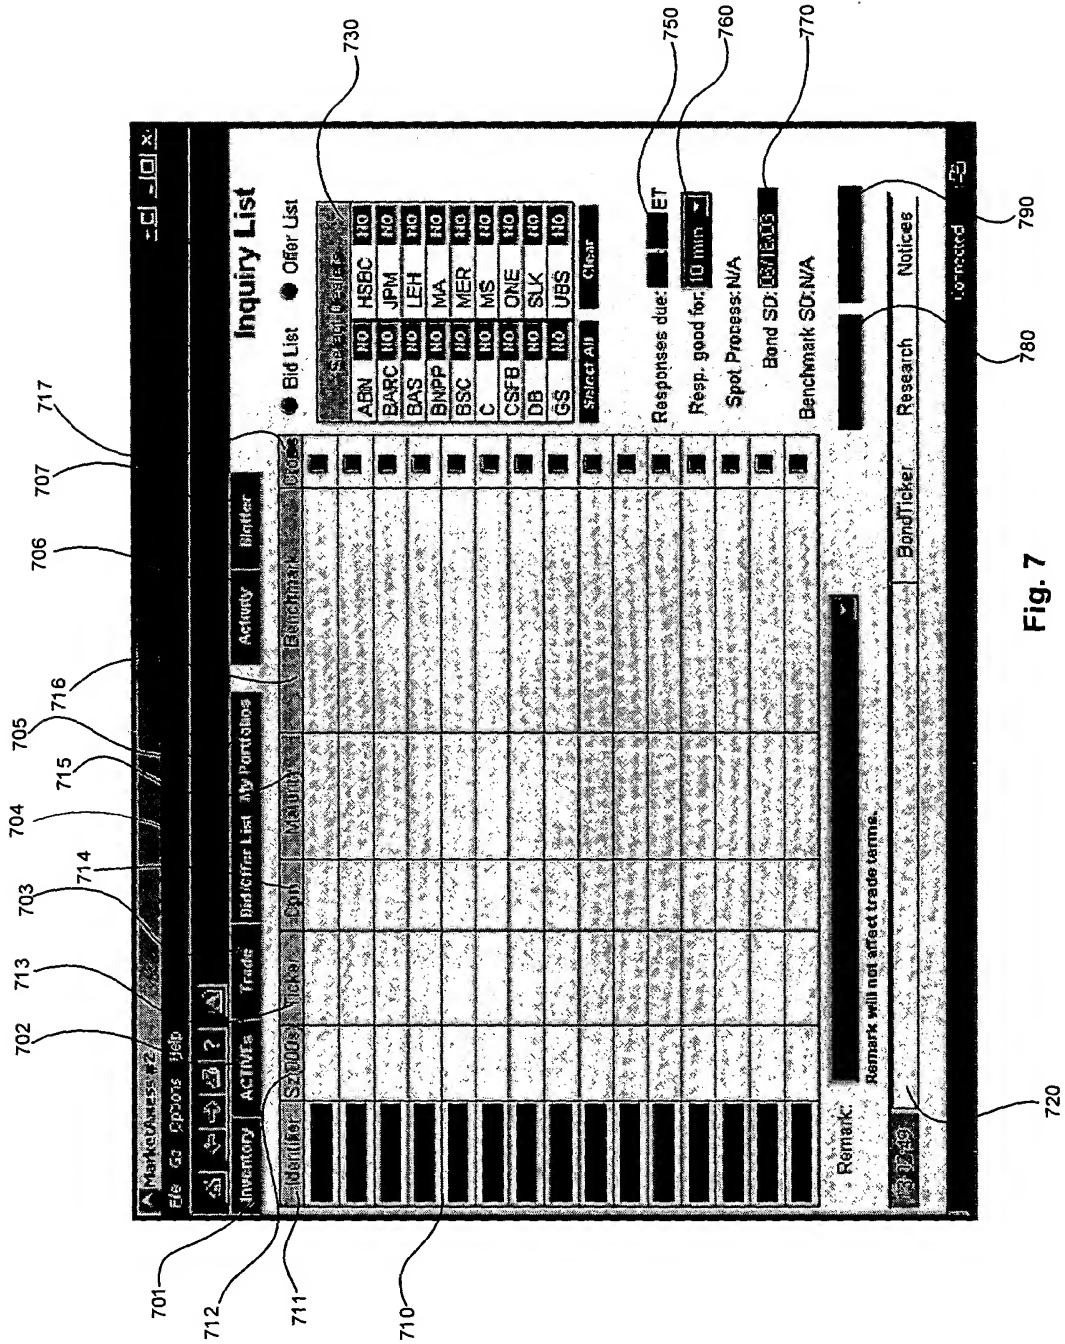 MarketAxess #2
File Go Options Help
?
Inventory ACTIVEs Trade Bid/Offer List My Portfolios Activity Blotter
Inquiry List
Identifier Sz(000s) Ticker Cpn Maturity Benchmark
Bid List Offer List
Select Dealers
ABN NO HSBC NO
BARC NO JPM NO
BAS NO LEH NO
BNPP NO MA NO
BSC NO MER NO
C NO MS NO
CSFB NO ONE NO
DB NO SLK NO
GS NO UBS NO
Select All Clear
Responses due: ET
Resp. good for: 10 min
Spot Process: N/A
Bond SD:
Benchmark SD: N/A
Remark:
Remark will not affect trade terms.
12:49 BondTicker Research Notices
Connected
701
702
703
704
705
706
707
710
711
712
713
714
715
716
717
720
730
750
760
770
780
790
Fig. 7